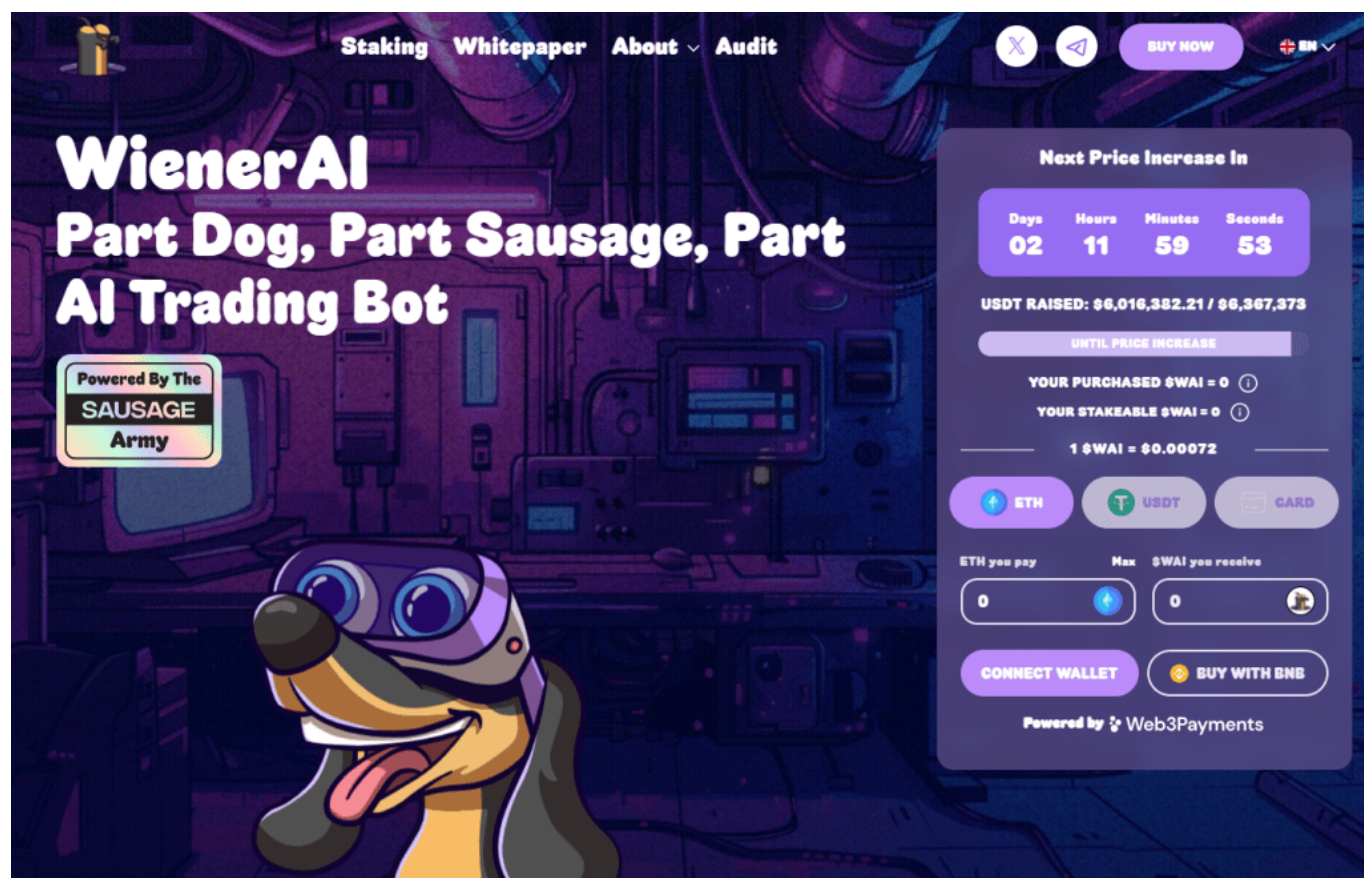 Staking Whitepaper About Audit BUY NOW EN
WienerAI
Part Dog, Part Sausage, Part
AI Trading Bot
Powered By The
SAUSAGE
Army
Next Price Increase In
Days Hours Minutes Seconds
02 11 59 53
USDT RAISED: $6,016,382.21 / $6,367,373
UNTIL PRICE INCREASE
YOUR PURCHASED $WAI = 0
YOUR STAKEABLE $WAI = 0
1 $WAI = $0.00072
ETH USDT CARD
ETH you pay Max $WAI you receive
0 0
CONNECT WALLET BUY WITH BNB
Powered by Web3Payments